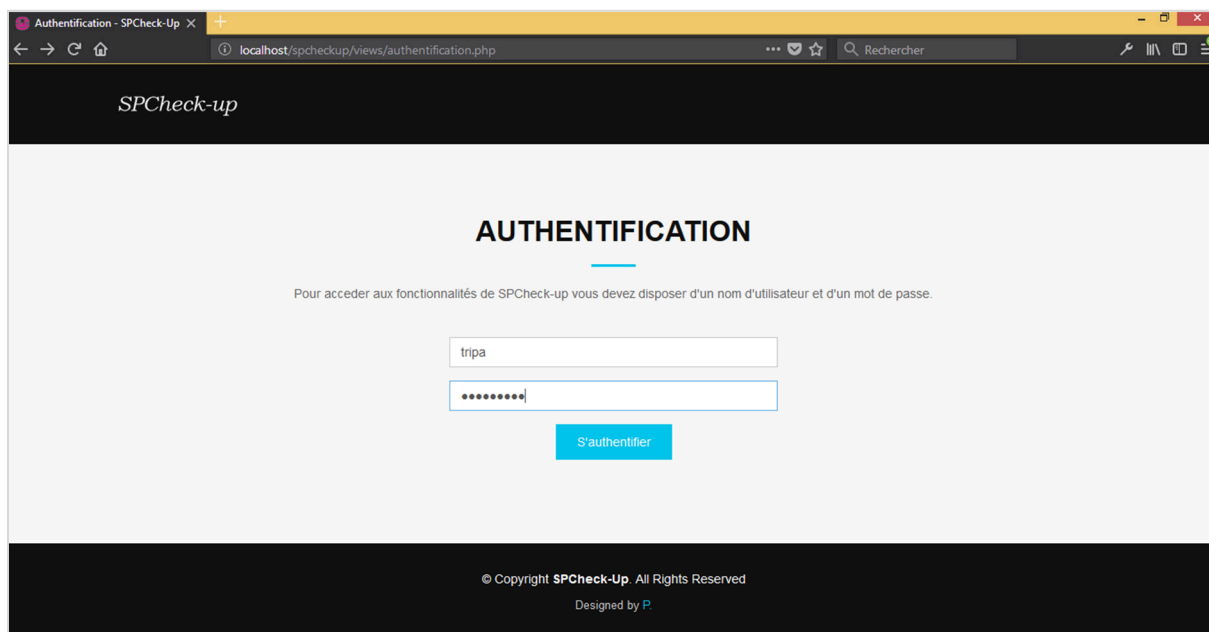 Authentification - SPCheck-Up
localhost/spcheckup/views/authentification.php
Rechercher
SPCheck-up
AUTHENTIFICATION
Pour acceder aux fonctionnalités de SPCheck-up vous devez disposer d'un nom d'utilisateur et d'un mot de passe.
tripa
•••••••••
S'authentifier
© Copyright SPCheck-Up. All Rights Reserved
Designed by P.